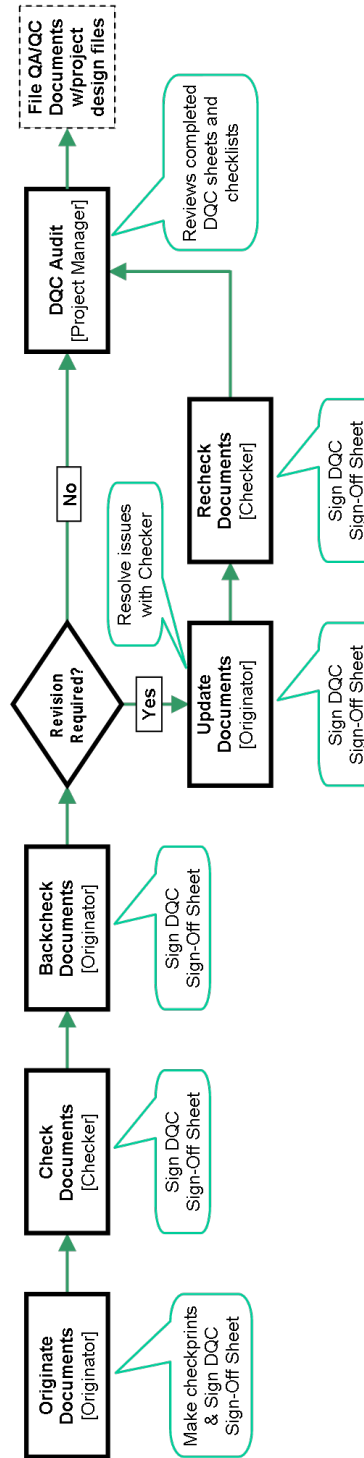 Originate
Documents
[Originator]
Make checkprints
& Sign DQC
Sign-Off Sheet
Check
Documents
[Checker]
Sign DQC
Sign-Off Sheet
Backcheck
Documents
[Originator]
Sign DQC
Sign-Off Sheet
Revision
Required?
No
Yes
Resolve issues
with Checker
Update
Documents
[Originator]
Sign DQC
Sign-Off Sheet
Recheck
Documents
[Checker]
Sign DQC
Sign-Off Sheet
DQC Audit
[Project Manager]
Reviews completed
DQC sheets and
checklists
File QA/QC
Documents
w/project
design files